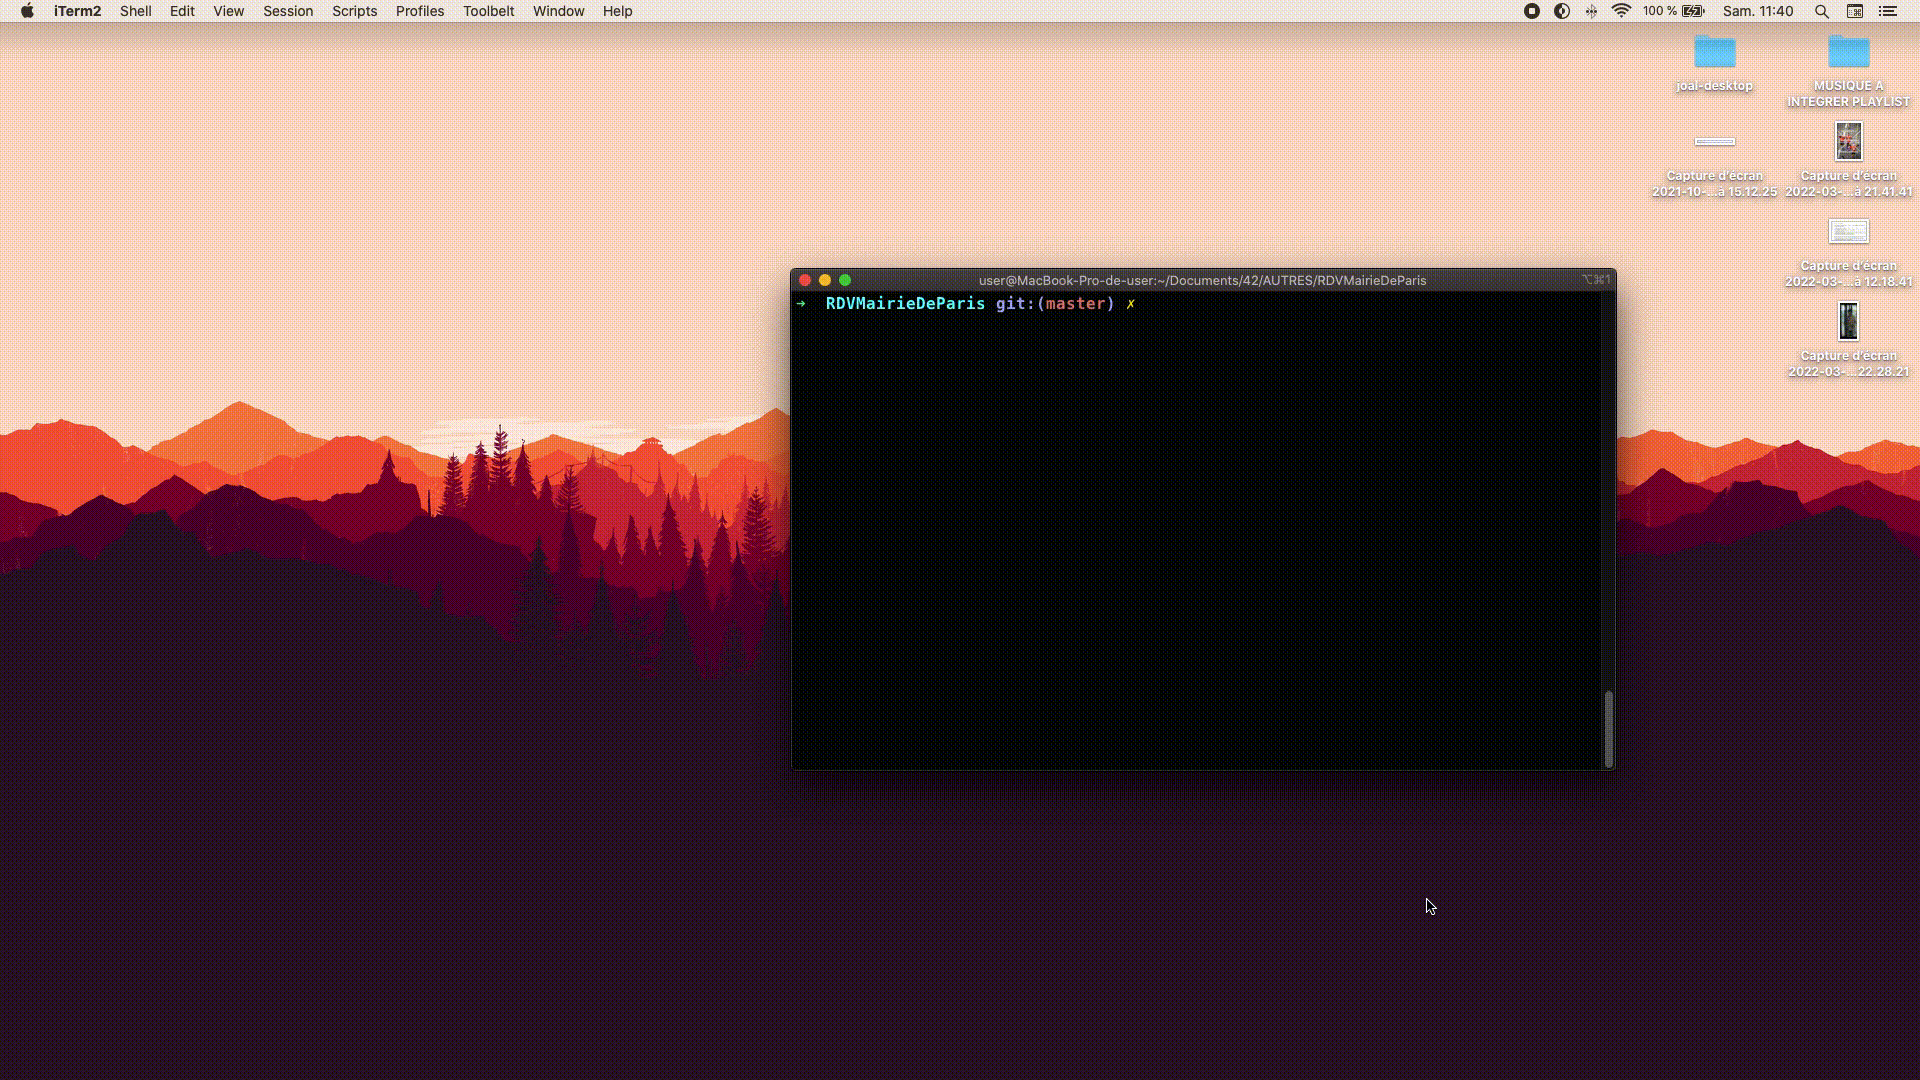 iTerm2 Shell Edit View Session Scripts Profiles Toolbelt Window Help 100 % Sam. 11:40
joal-desktop
MUSIQUE A
INTEGRER PLAYLIST
Capture d'écran
2021-10-...à 15.12.25
Capture d'écran
2022-03-...à 21.41.41
Capture d'écran
2022-03-...à 12.18.41
Capture d'écran
2022-03-...22.28.21
user@MacBook-Pro-de-user:~/Documents/42/AUTRES/RDVMairieDeParis ⌥⌘1
➜ RDVMairieDeParis git:(master) ✗